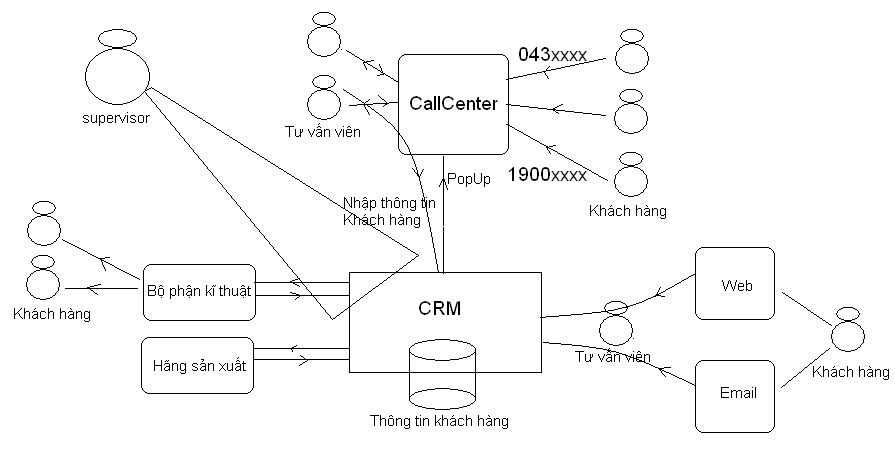 043xxxx
CallCenter
supervisor
Tư vấn viên
1900xxxx
PopUp
Nhập thông tin
Khách hàng
Khách hàng
Bộ phận kĩ thuật
Web
CRM
Khách hàng
Tư vấn viên
Hãng sản xuất
Khách hàng
Email
Thông tin khách hàng